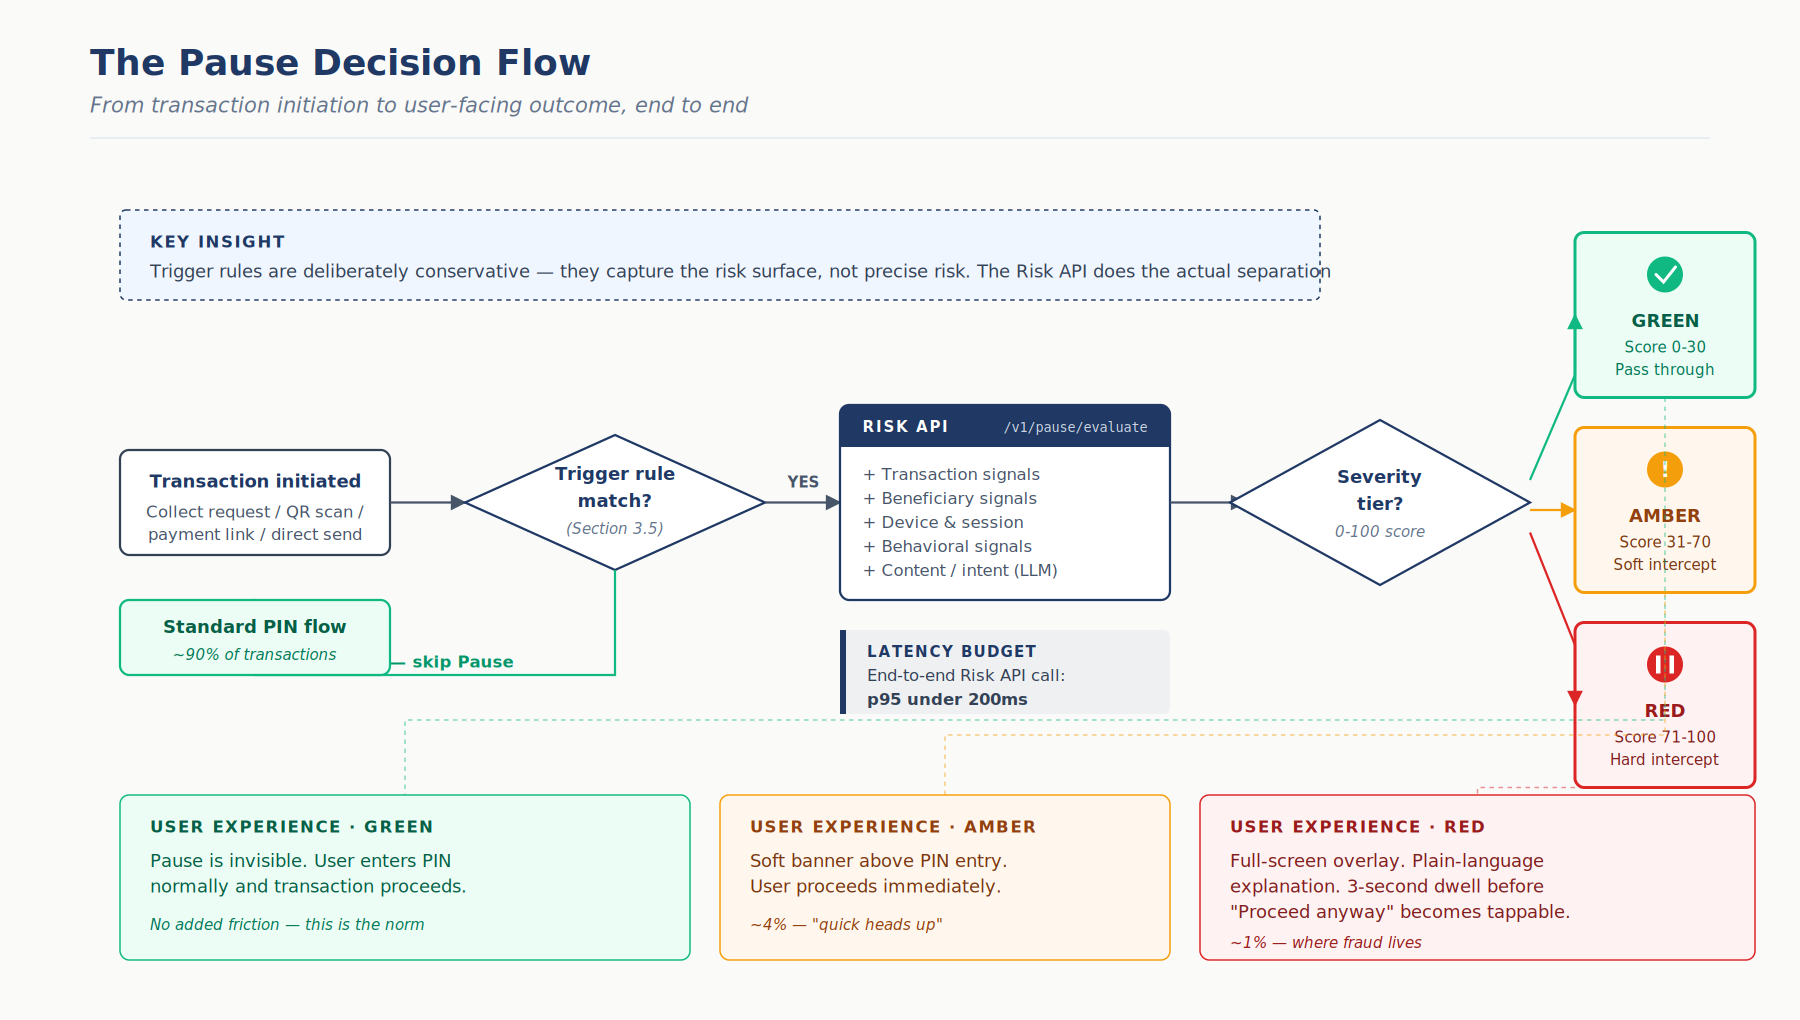 The Pause Decision Flow
From transaction initiation to user-facing outcome, end to end
KEY INSIGHT
Trigger rules are deliberately conservative — they capture the risk surface, not precise risk. The Risk API does the actual separation
Transaction initiated
Collect request / QR scan /
payment link / direct send
Trigger rule
match?
(Section 3.5)
YES
RISK API /v1/pause/evaluate
+ Transaction signals
+ Beneficiary signals
+ Device & session
+ Behavioral signals
+ Content / intent (LLM)
Severity
tier?
0-100 score
GREEN
Score 0-30
Pass through
!
AMBER
Score 31-70
Soft intercept
RED
Score 71-100
Hard intercept
Standard PIN flow
~90% of transactions
— skip Pause
LATENCY BUDGET
End-to-end Risk API call:
p95 under 200ms
USER EXPERIENCE · GREEN
Pause is invisible. User enters PIN
normally and transaction proceeds.
No added friction — this is the norm
USER EXPERIENCE · AMBER
Soft banner above PIN entry.
User proceeds immediately.
~4% — "quick heads up"
USER EXPERIENCE · RED
Full-screen overlay. Plain-language
explanation. 3-second dwell before
"Proceed anyway" becomes tappable.
~1% — where fraud lives